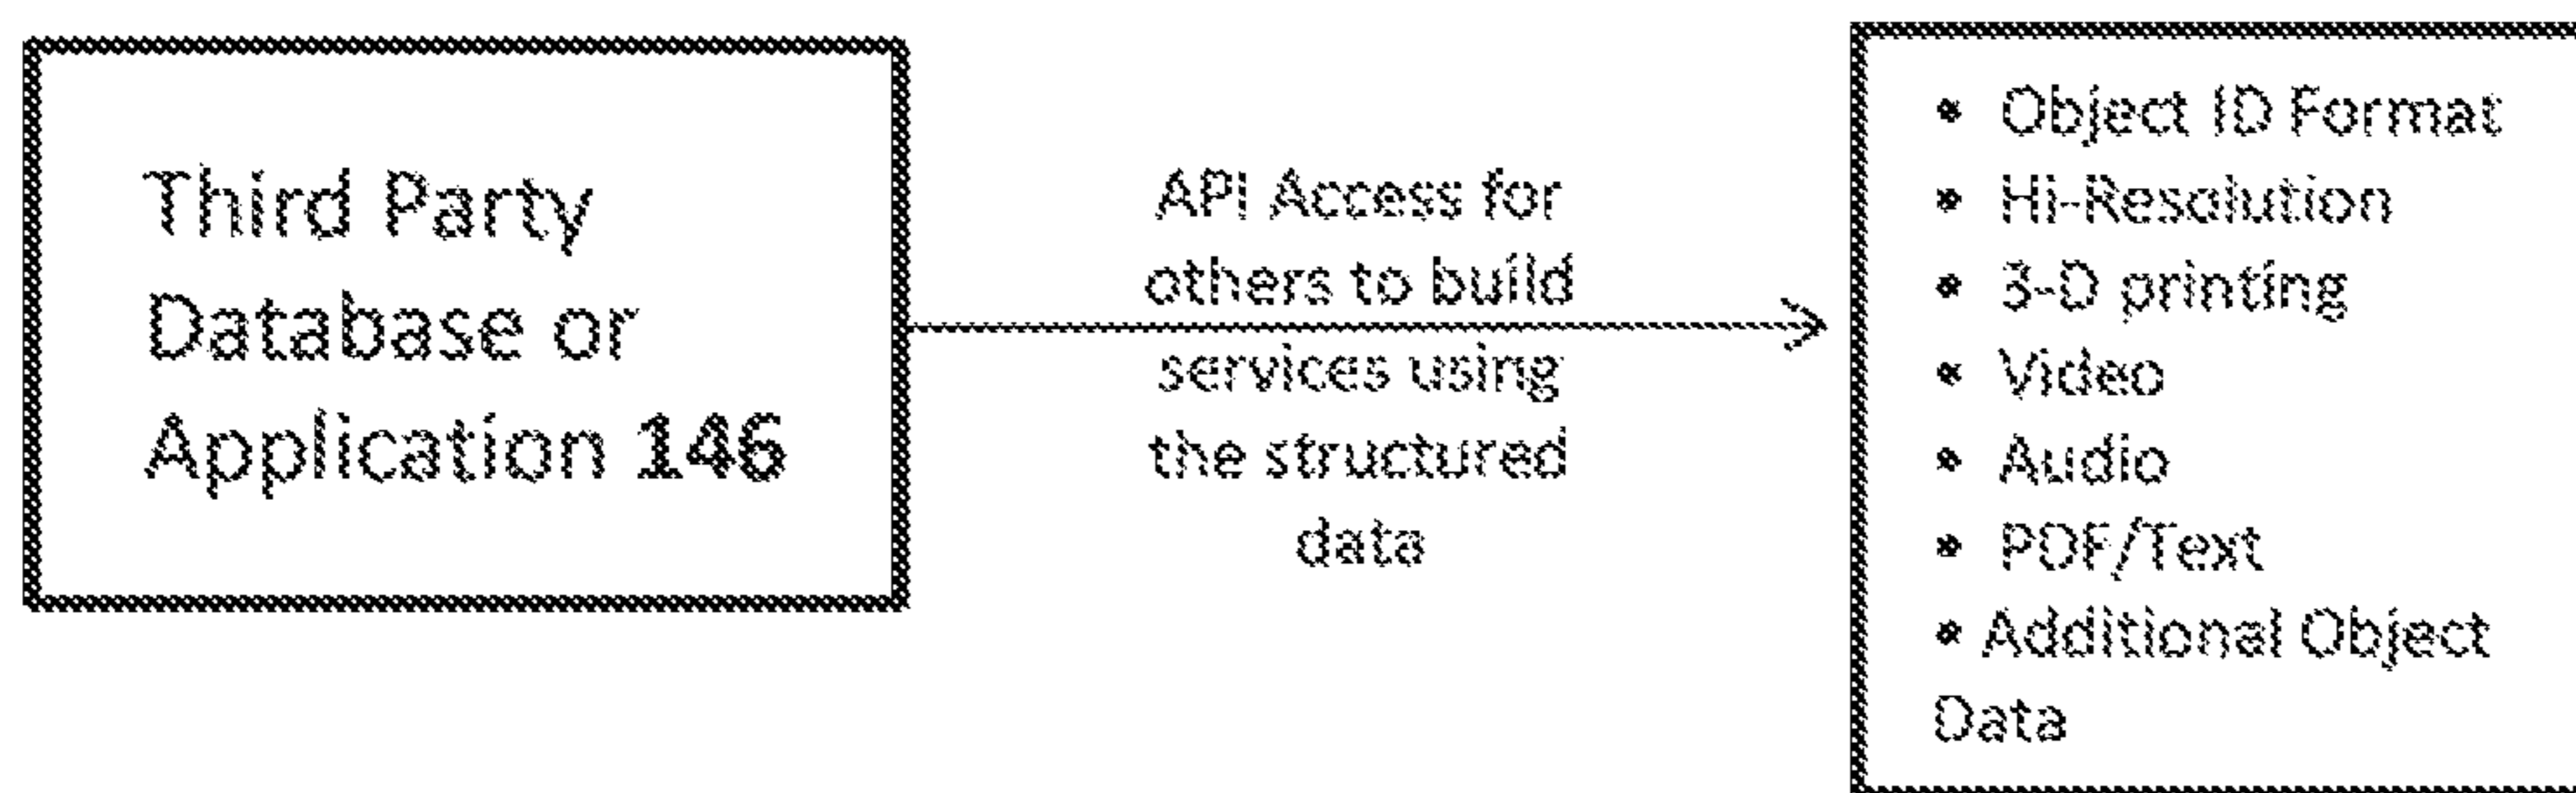 Third Party
Database or
Application 146
API Access for
others to build
services using
the structured
data
• Object ID Format
• Hi-Resolution
• 3-D printing
• Video
• Audio
• PDF/Text
• Additional Object
Data